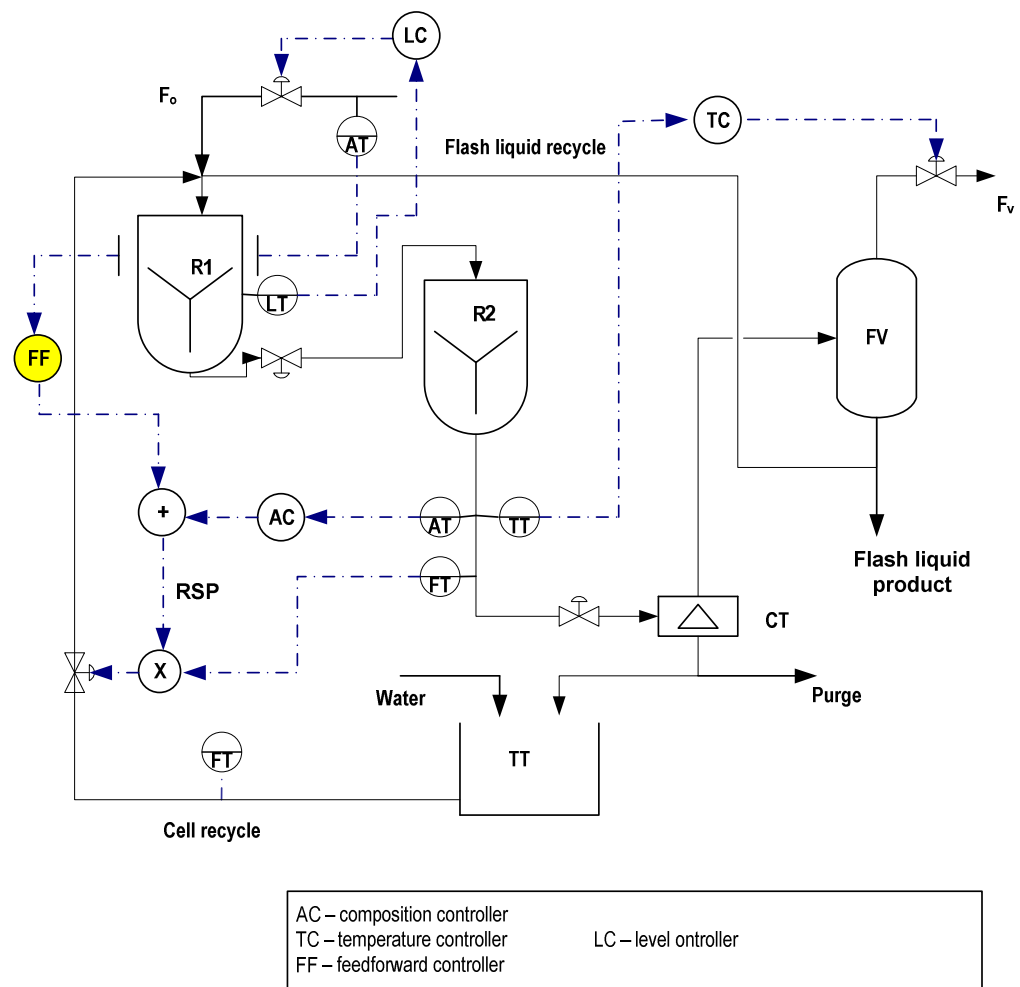 LC
Fo
AT
TC
Flash liquid recycle
Fv
R1
LT
R2
FV
FF
+
AC
AT
TT
Flash liquid
product
FT
RSP
CT
X
Water
Purge
FT
TT
Cell recycle
AC – composition controller
TC – temperature controller
LC – level ontroller
FF – feedforward controller